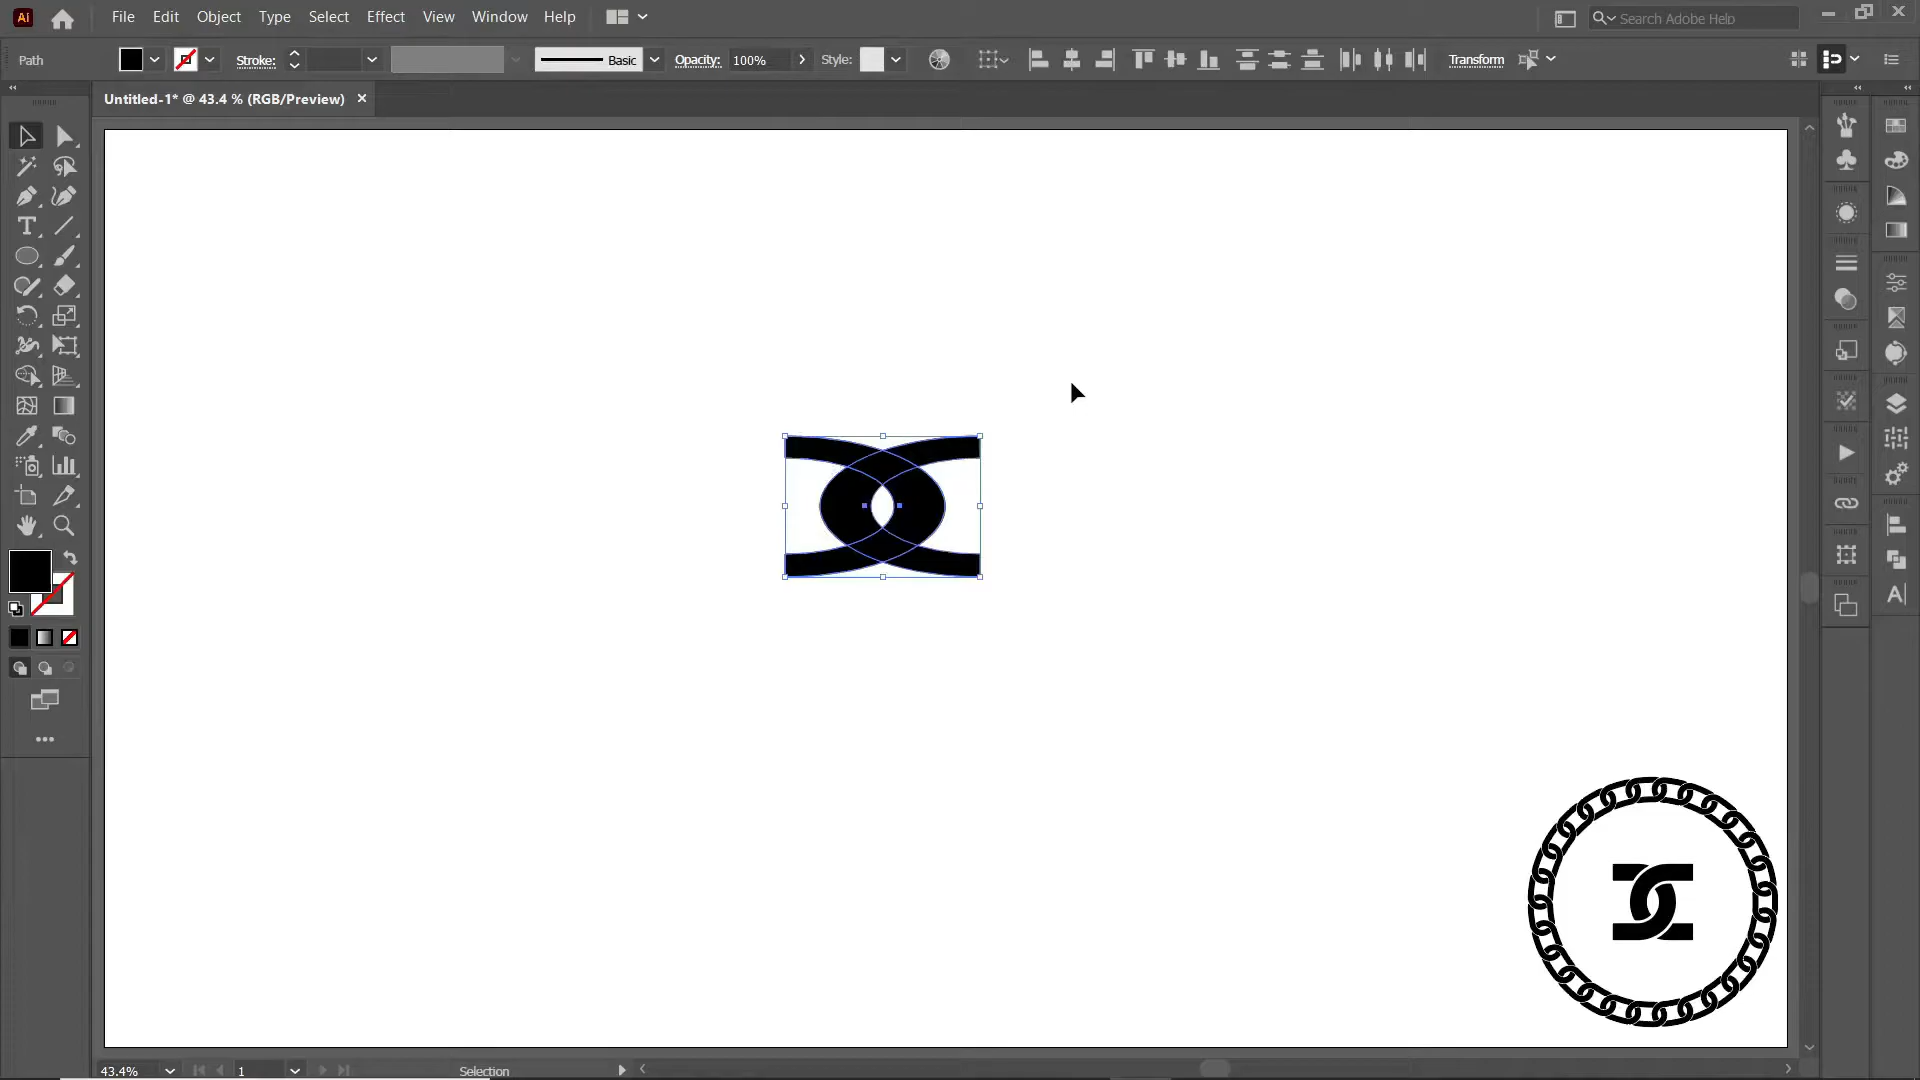 Ai File Edit Object Type Select Effect View Window Help Search Adobe Help
Path Stroke: Basic Opacity: 100% Style: Transform
Untitled-1* @ 43.4 % (RGB/Preview)
43.4% 1 Selection